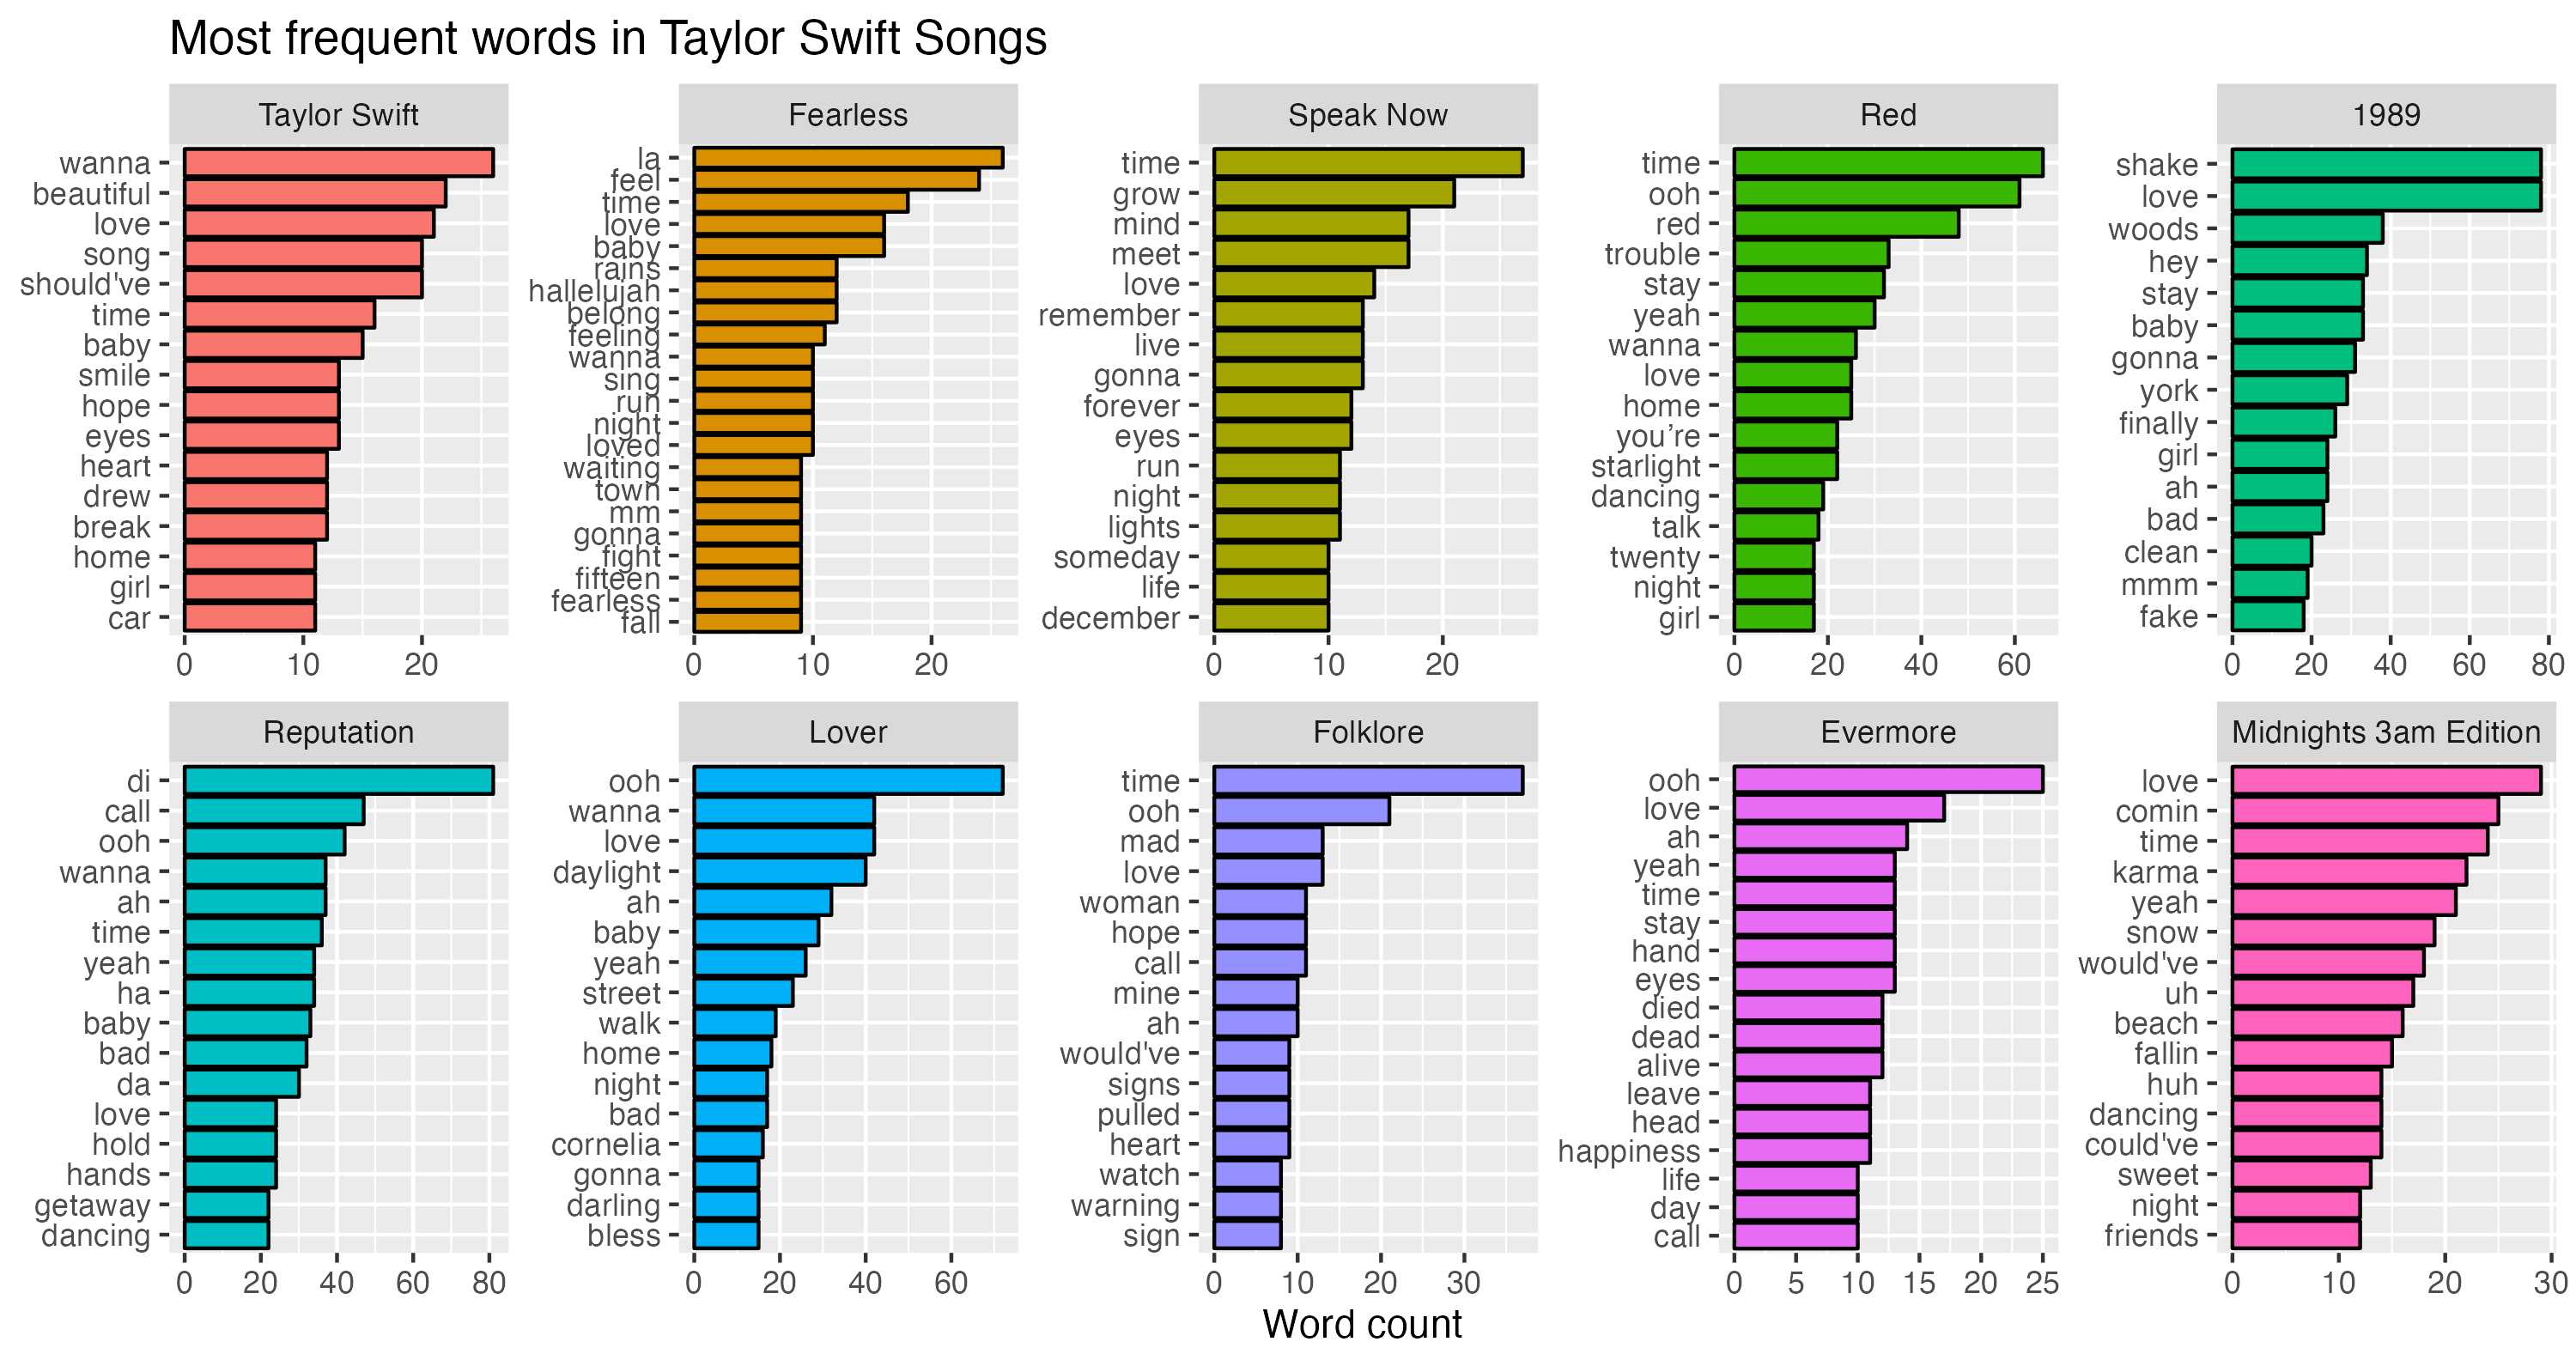 Most frequent words in Taylor Swift Songs
Taylor Swift
wanna
beautiful
love
song
should've
time
baby
smile
hope
eyes
heart
drew
break
home
girl
car
0 10 20
Fearless
la
feel
time
love
baby
rains
hallelujah
belong
feeling
wanna
sing
run
night
loved
waiting
town
mm
gonna
fight
fifteen
fearless
fall
0 10 20
Speak Now
time
grow
mind
meet
love
remember
live
gonna
forever
eyes
run
night
lights
someday
life
december
0 10 20
Red
time
ooh
red
trouble
stay
yeah
wanna
love
home
you’re
starlight
dancing
talk
twenty
night
girl
0 20 40 60
1989
shake
love
woods
hey
stay
baby
gonna
york
finally
girl
ah
bad
clean
mmm
fake
0 20 40 60 80
Reputation
di
call
ooh
wanna
ah
time
yeah
ha
baby
bad
da
love
hold
hands
getaway
dancing
0 20 40 60 80
Lover
ooh
wanna
love
daylight
ah
baby
yeah
street
walk
home
night
bad
cornelia
gonna
darling
bless
0 20 40 60
Folklore
time
ooh
mad
love
woman
hope
call
mine
ah
would've
signs
pulled
heart
watch
warning
sign
0 10 20 30
Evermore
ooh
love
ah
yeah
time
stay
hand
eyes
died
dead
alive
leave
head
happiness
life
day
call
0 5 10 15 20 25
Midnights 3am Edition
love
comin
time
karma
yeah
snow
would've
uh
beach
fallin
huh
dancing
could've
sweet
night
friends
0 10 20 30
Word count